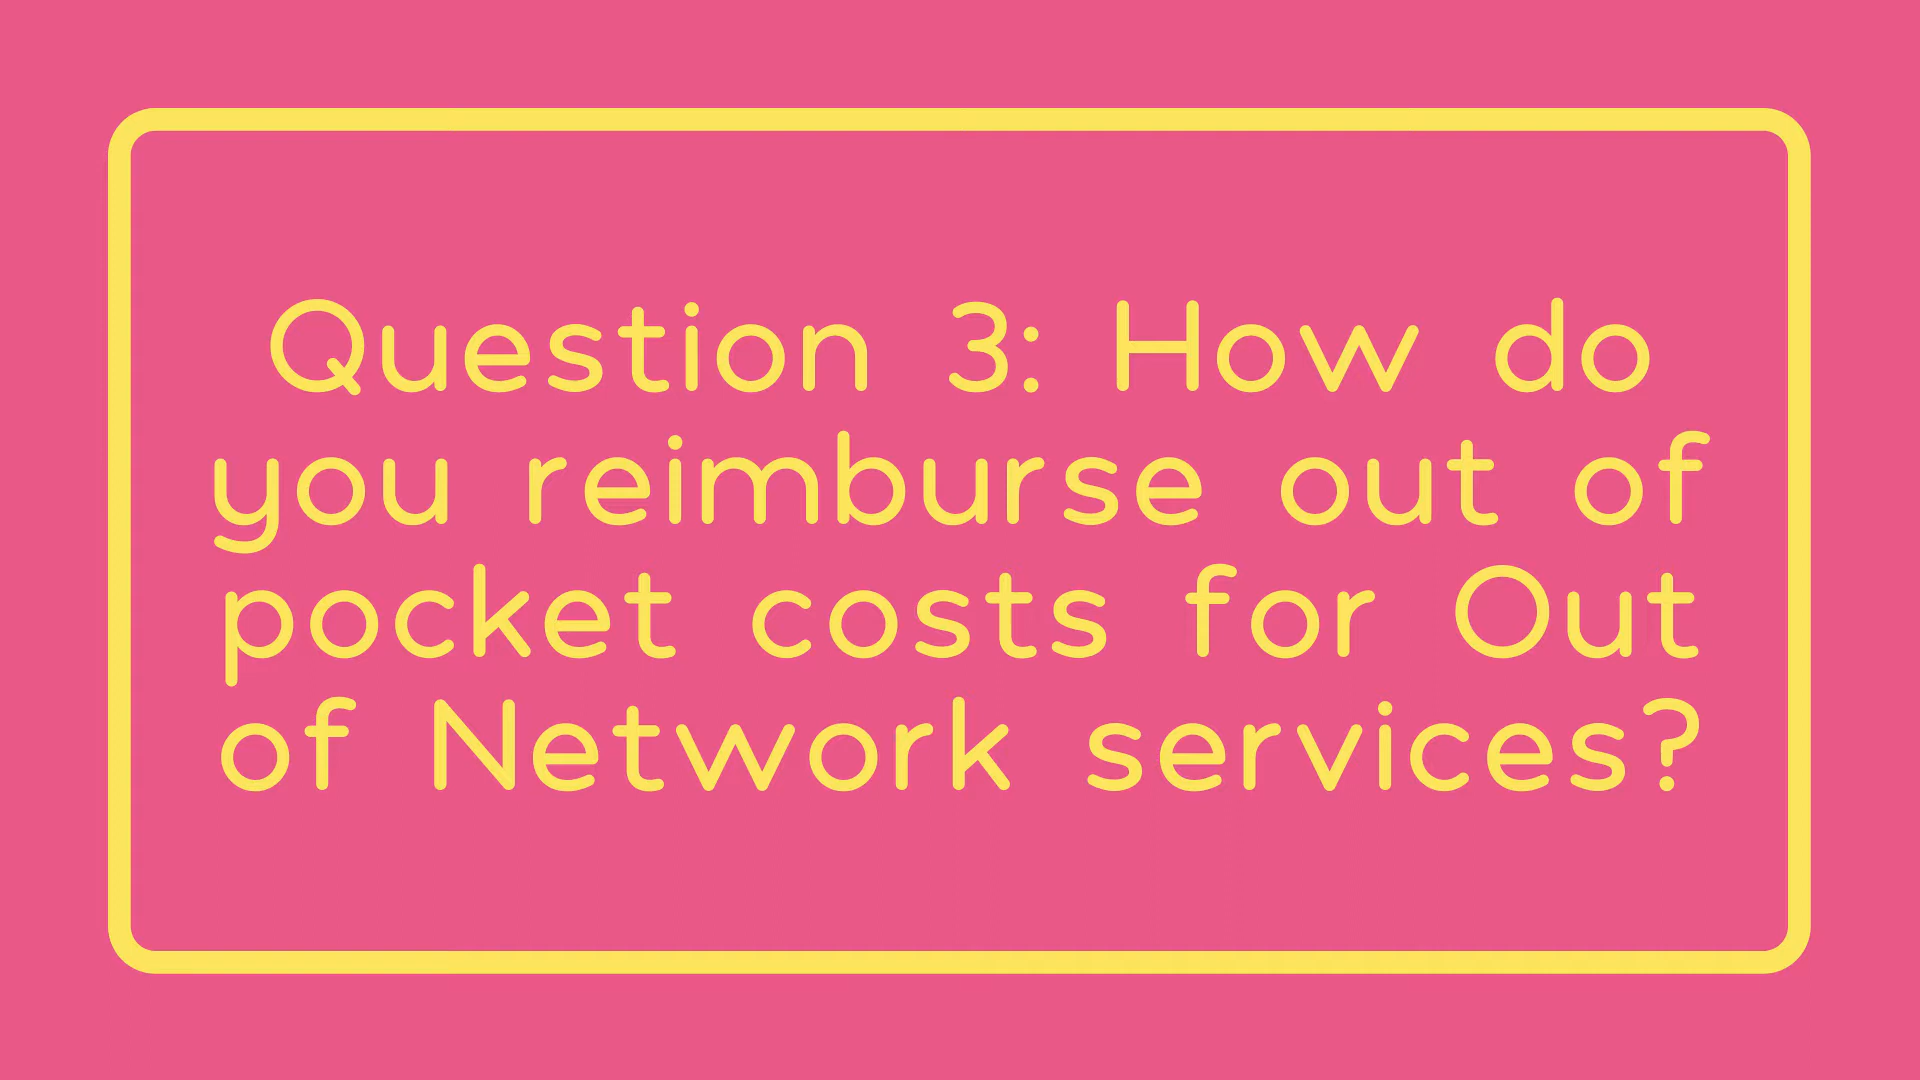 Question 3: How do
you reimburse out of
pocket costs for Out
of Network services?